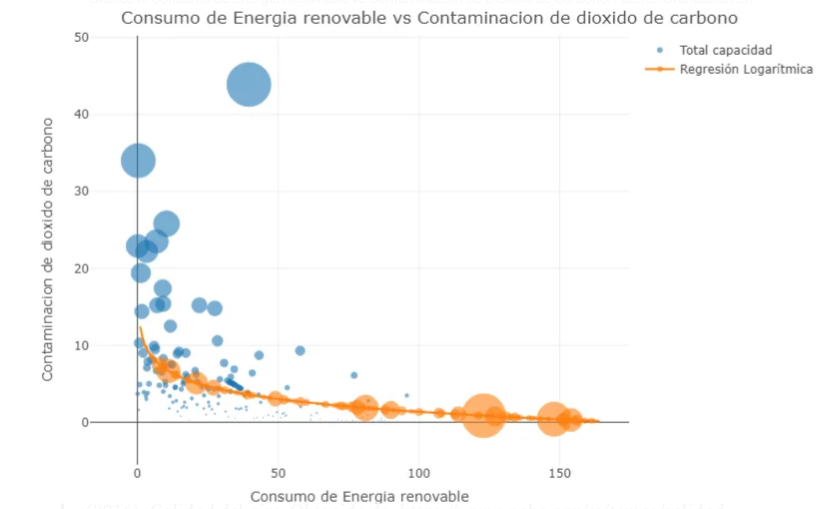 Consumo de Energia renovable vs Contaminacion de dioxido de carbono
50
40
30
20
10
0
0
50
100
150
Contaminacion de dioxido de carbono
Consumo de Energia renovable
Total capacidad
Regresión Logarítmica